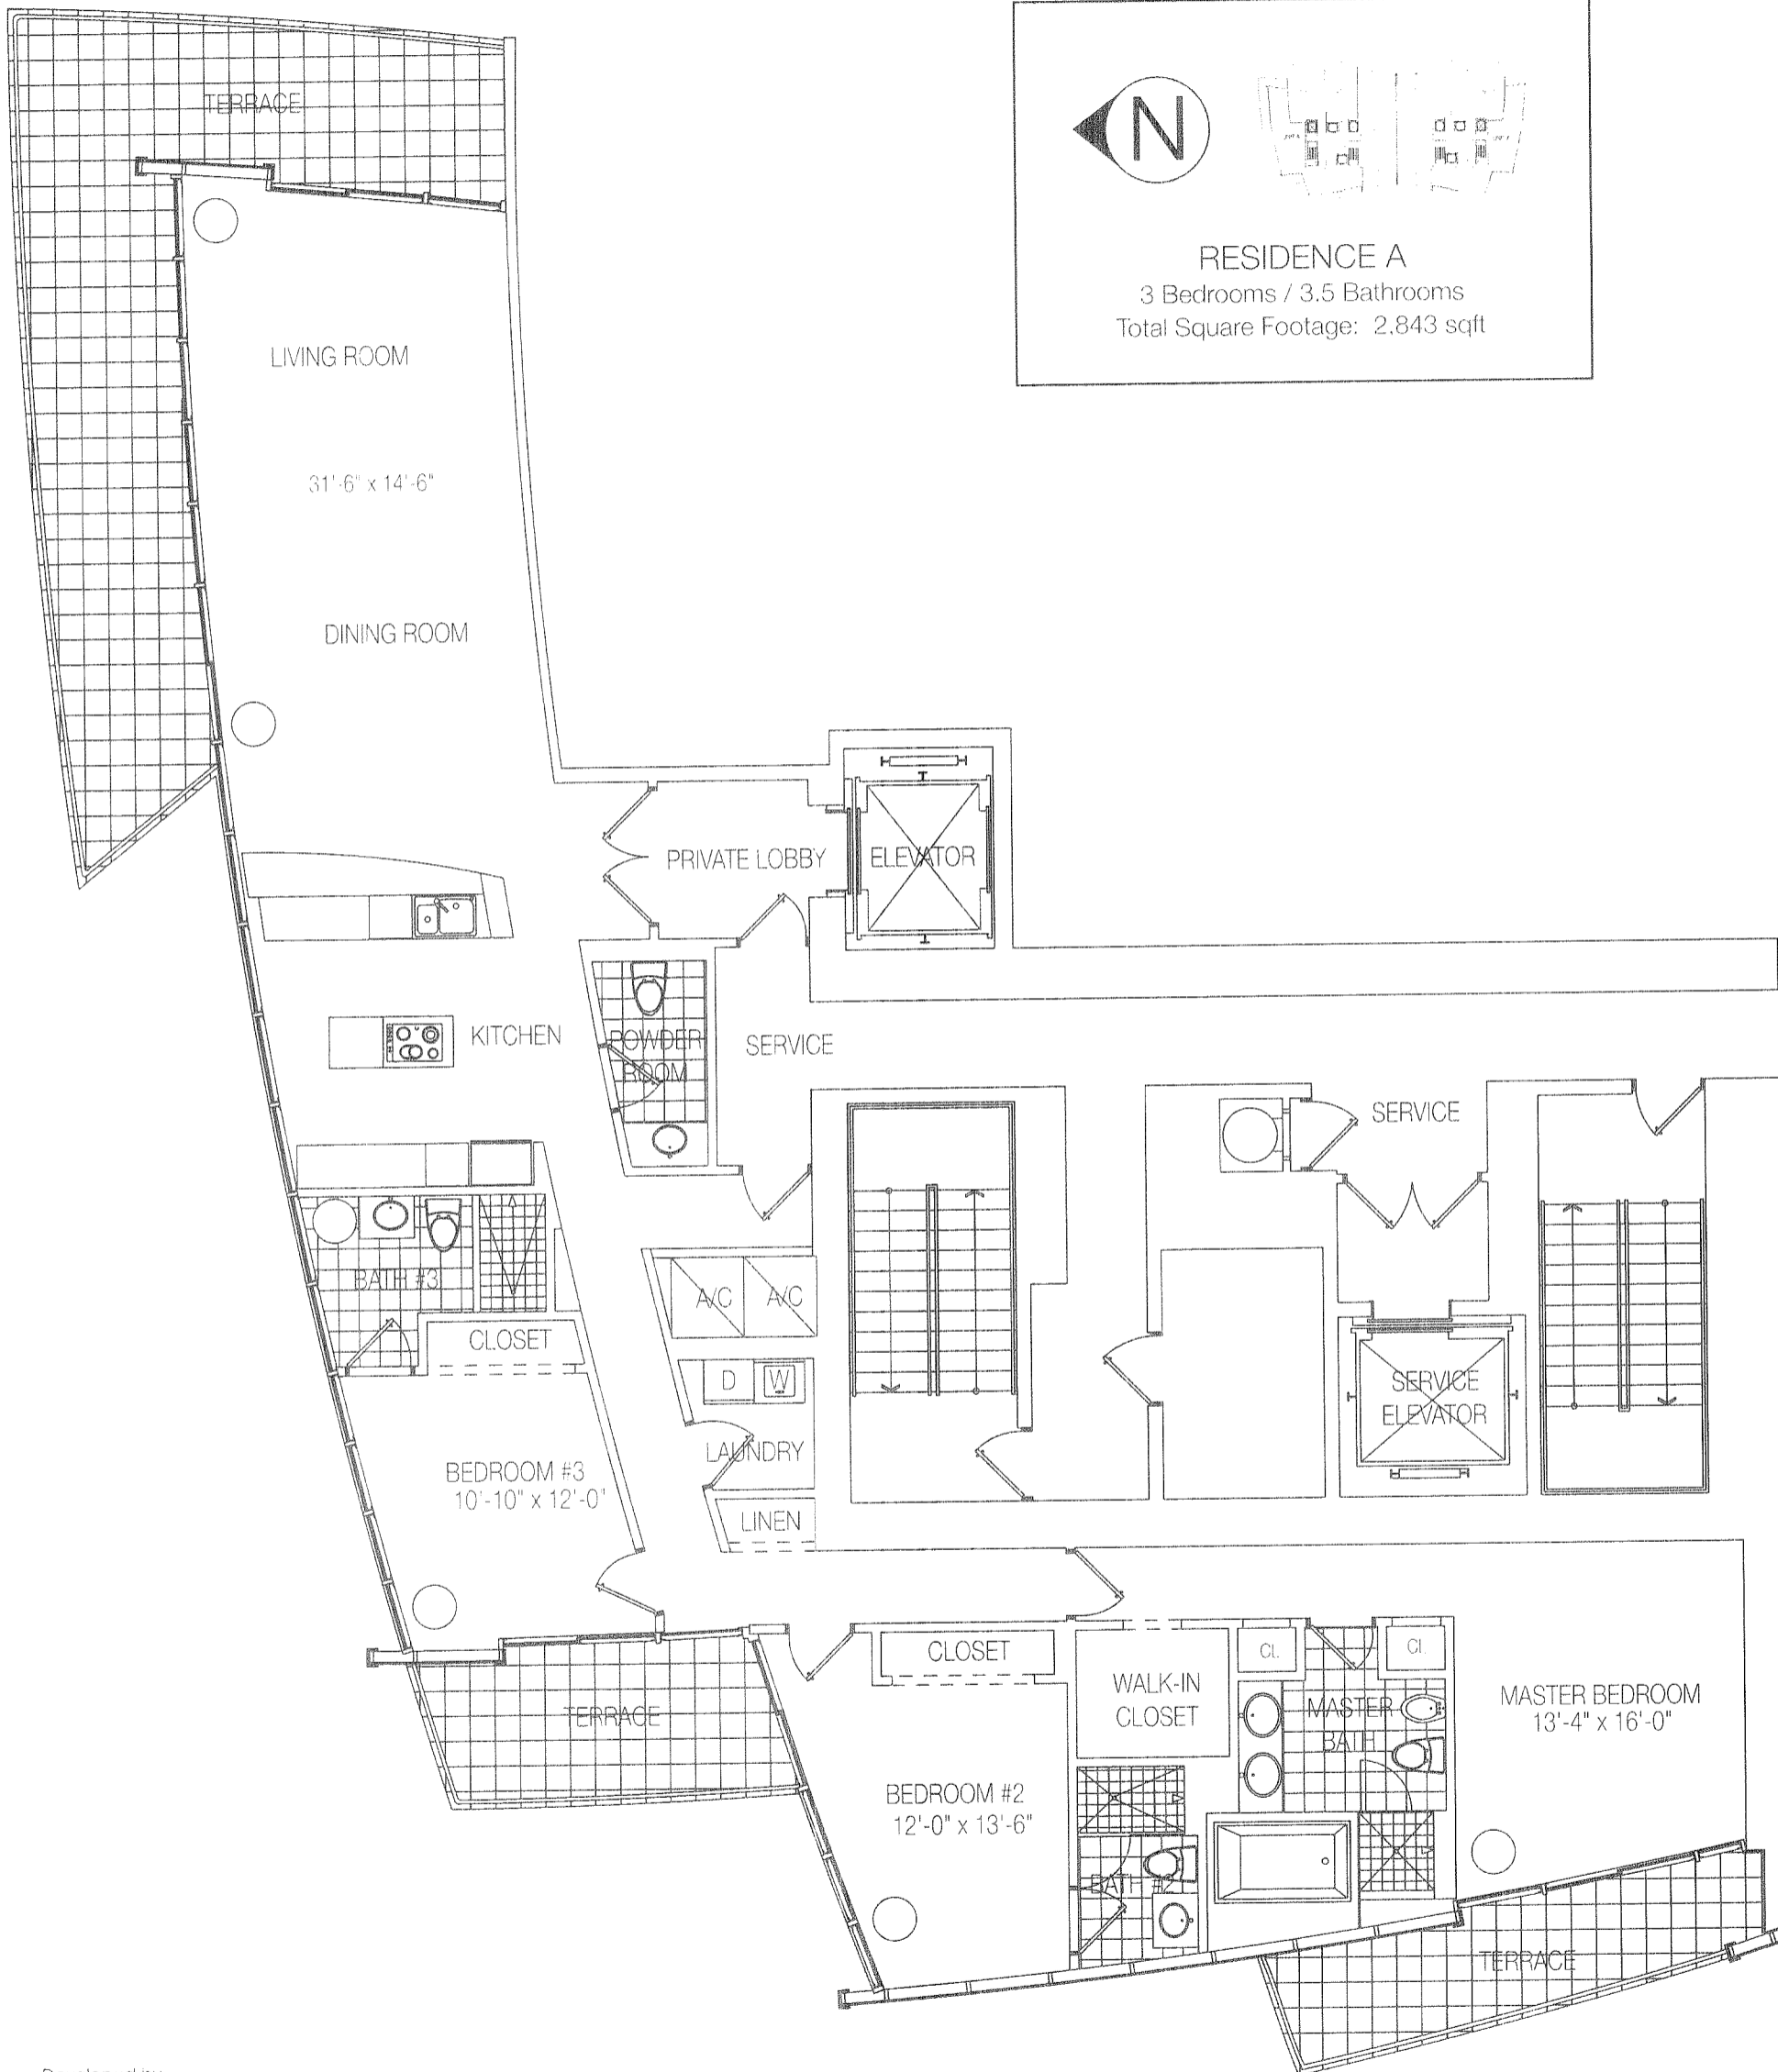 TERRACE
N
RESIDENCE A
3 Bedrooms / 3.5 Bathrooms
Total Square Footage: 2,843 sqft
LIVING ROOM
31'-6" x 14'-6"
DINING ROOM
PRIVATE LOBBY
ELEVATOR
KITCHEN
POWDER
ROOM
SERVICE
SERVICE
BATH #3
A/C
A/C
CLOSET
D
W
SERVICE
ELEVATOR
LAUNDRY
BEDROOM #3
10'-10" x 12'-0"
LINEN
CLOSET
CL.
CL.
WALK-IN
CLOSET
MASTER
BATH
MASTER BEDROOM
13'-4" x 16'-0"
TERRACE
BEDROOM #2
12'-0" x 13'-6"
BATH #2
TERRACE